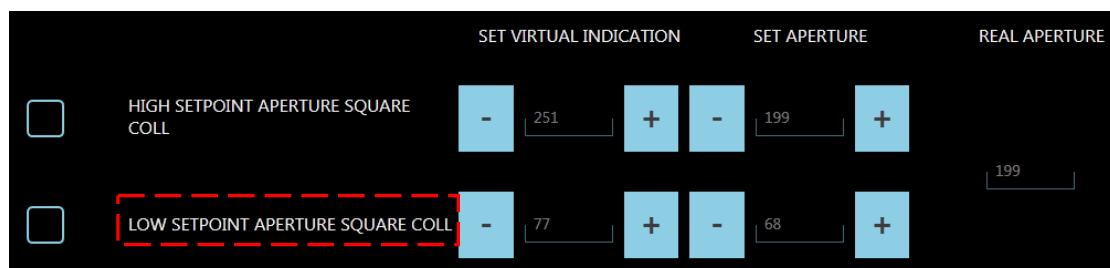 SET VIRTUAL INDICATION SET APERTURE REAL APERTURE
HIGH SETPOINT APERTURE SQUARE
COLL
- 251 + - 199 +
199
LOW SETPOINT APERTURE SQUARE COLL - 77 + - 68 +